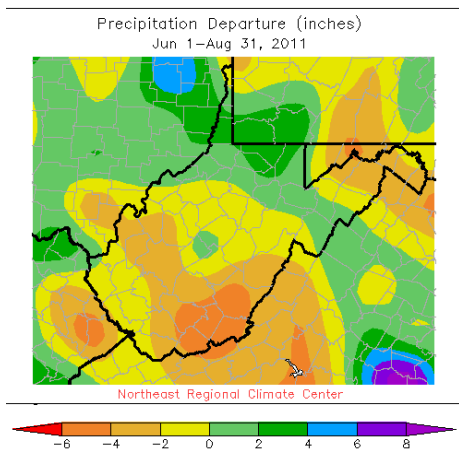 Precipitation Departure (inches)
Jun 1–Aug 31, 2011
Northeast Regional Climate Center
-6 -4 -2 0 2 4 6 8